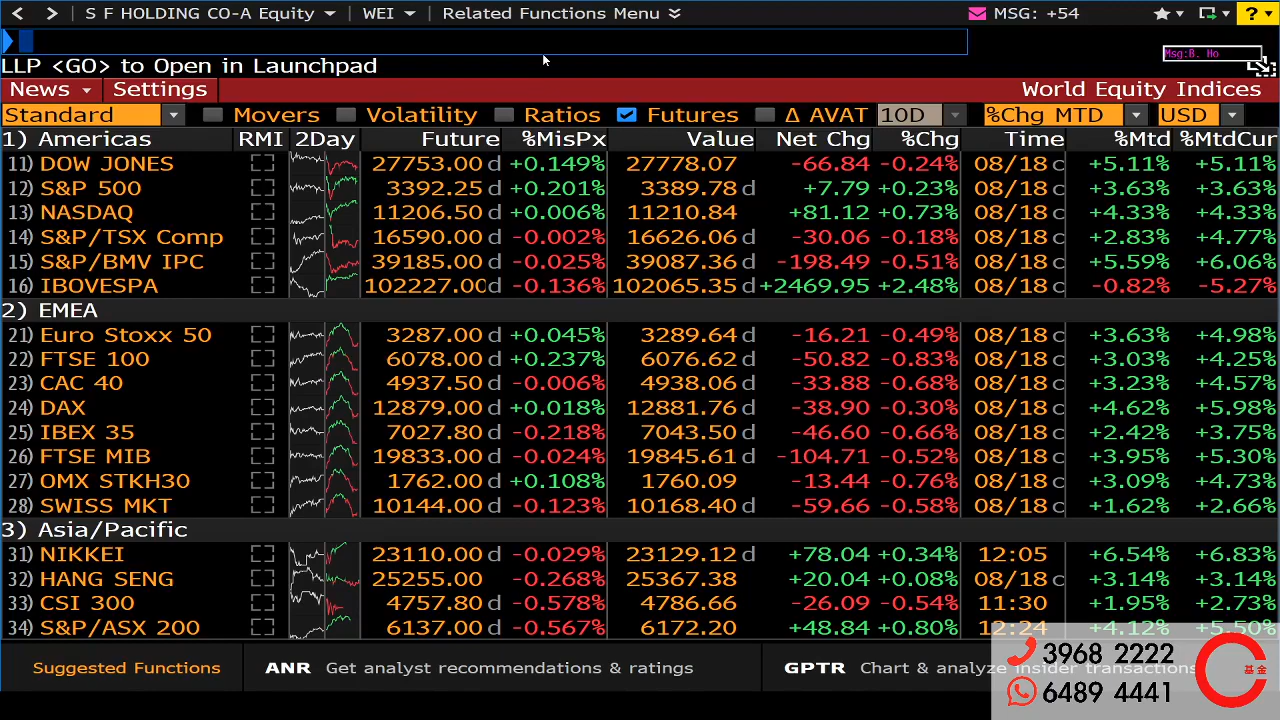 S F HOLDING CO-A Equity WEI Related Functions Menu MSG: +54 ?
Msg:B. Ho
LLP <GO> to Open in Launchpad
News Settings World Equity Indices
Standard Movers Volatility Ratios Futures Δ AVAT 10D %Chg MTD USD
1) Americas RMI 2Day Future %MisPx Value Net Chg %Chg Time %Mtd %MtdCur
11) DOW JONES 27753.00 d +0.149% 27778.07 -66.84 -0.24% 08/18 c +5.11% +5.11%
12) S&P 500 3392.25 d +0.201% 3389.78 d +7.79 +0.23% 08/18 c +3.63% +3.63%
13) NASDAQ 11206.50 d +0.006% 11210.84 +81.12 +0.73% 08/18 c +4.33% +4.33%
14) S&P/TSX Comp 16590.00 d -0.002% 16626.06 d -30.06 -0.18% 08/18 c +2.83% +4.77%
15) S&P/BMV IPC 39185.00 d -0.025% 39087.36 d -198.49 -0.51% 08/18 c +5.59% +6.06%
16) IBOVESPA 102227.00 -0.136% 102065.35 d +2469.95 +2.48% 08/18 c -0.82% -5.27%
2) EMEA
21) Euro Stoxx 50 3287.00 d +0.045% 3289.64 d -16.21 -0.49% 08/18 c +3.63% +4.98%
22) FTSE 100 6078.00 d +0.237% 6076.62 d -50.82 -0.83% 08/18 c +3.03% +4.25%
23) CAC 40 4937.50 d -0.006% 4938.06 d -33.88 -0.68% 08/18 c +3.23% +4.57%
24) DAX 12879.00 d +0.018% 12881.76 d -38.90 -0.30% 08/18 c +4.62% +5.98%
25) IBEX 35 7027.80 d -0.218% 7043.50 d -46.60 -0.66% 08/18 c +2.42% +3.75%
26) FTSE MIB 19833.00 d -0.024% 19845.61 d -104.71 -0.52% 08/18 c +3.95% +5.30%
27) OMX STKH30 1762.00 d +0.108% 1760.09 -13.44 -0.76% 08/18 c +3.09% +4.73%
28) SWISS MKT 10144.00 d -0.123% 10168.40 d -59.66 -0.58% 08/18 c +1.62% +2.66%
3) Asia/Pacific
31) NIKKEI 23110.00 d -0.029% 23129.12 d +78.04 +0.34% 12:05 +6.54% +6.83%
32) HANG SENG 25255.00 -0.268% 25367.38 +20.04 +0.08% 08/18 c +3.14% +3.14%
33) CSI 300 4757.80 d -0.578% 4786.66 -26.09 -0.54% 11:30 +1.95% +2.73%
34) S&P/ASX 200 6137.00 d -0.567% 6172.20 +48.84 +0.80% 12:24 +4.12% +5.50%
Suggested Functions ANR Get analyst recommendations & ratings GPTR Chart & analyze insider transactions
3968 2222
6489 4441
基金